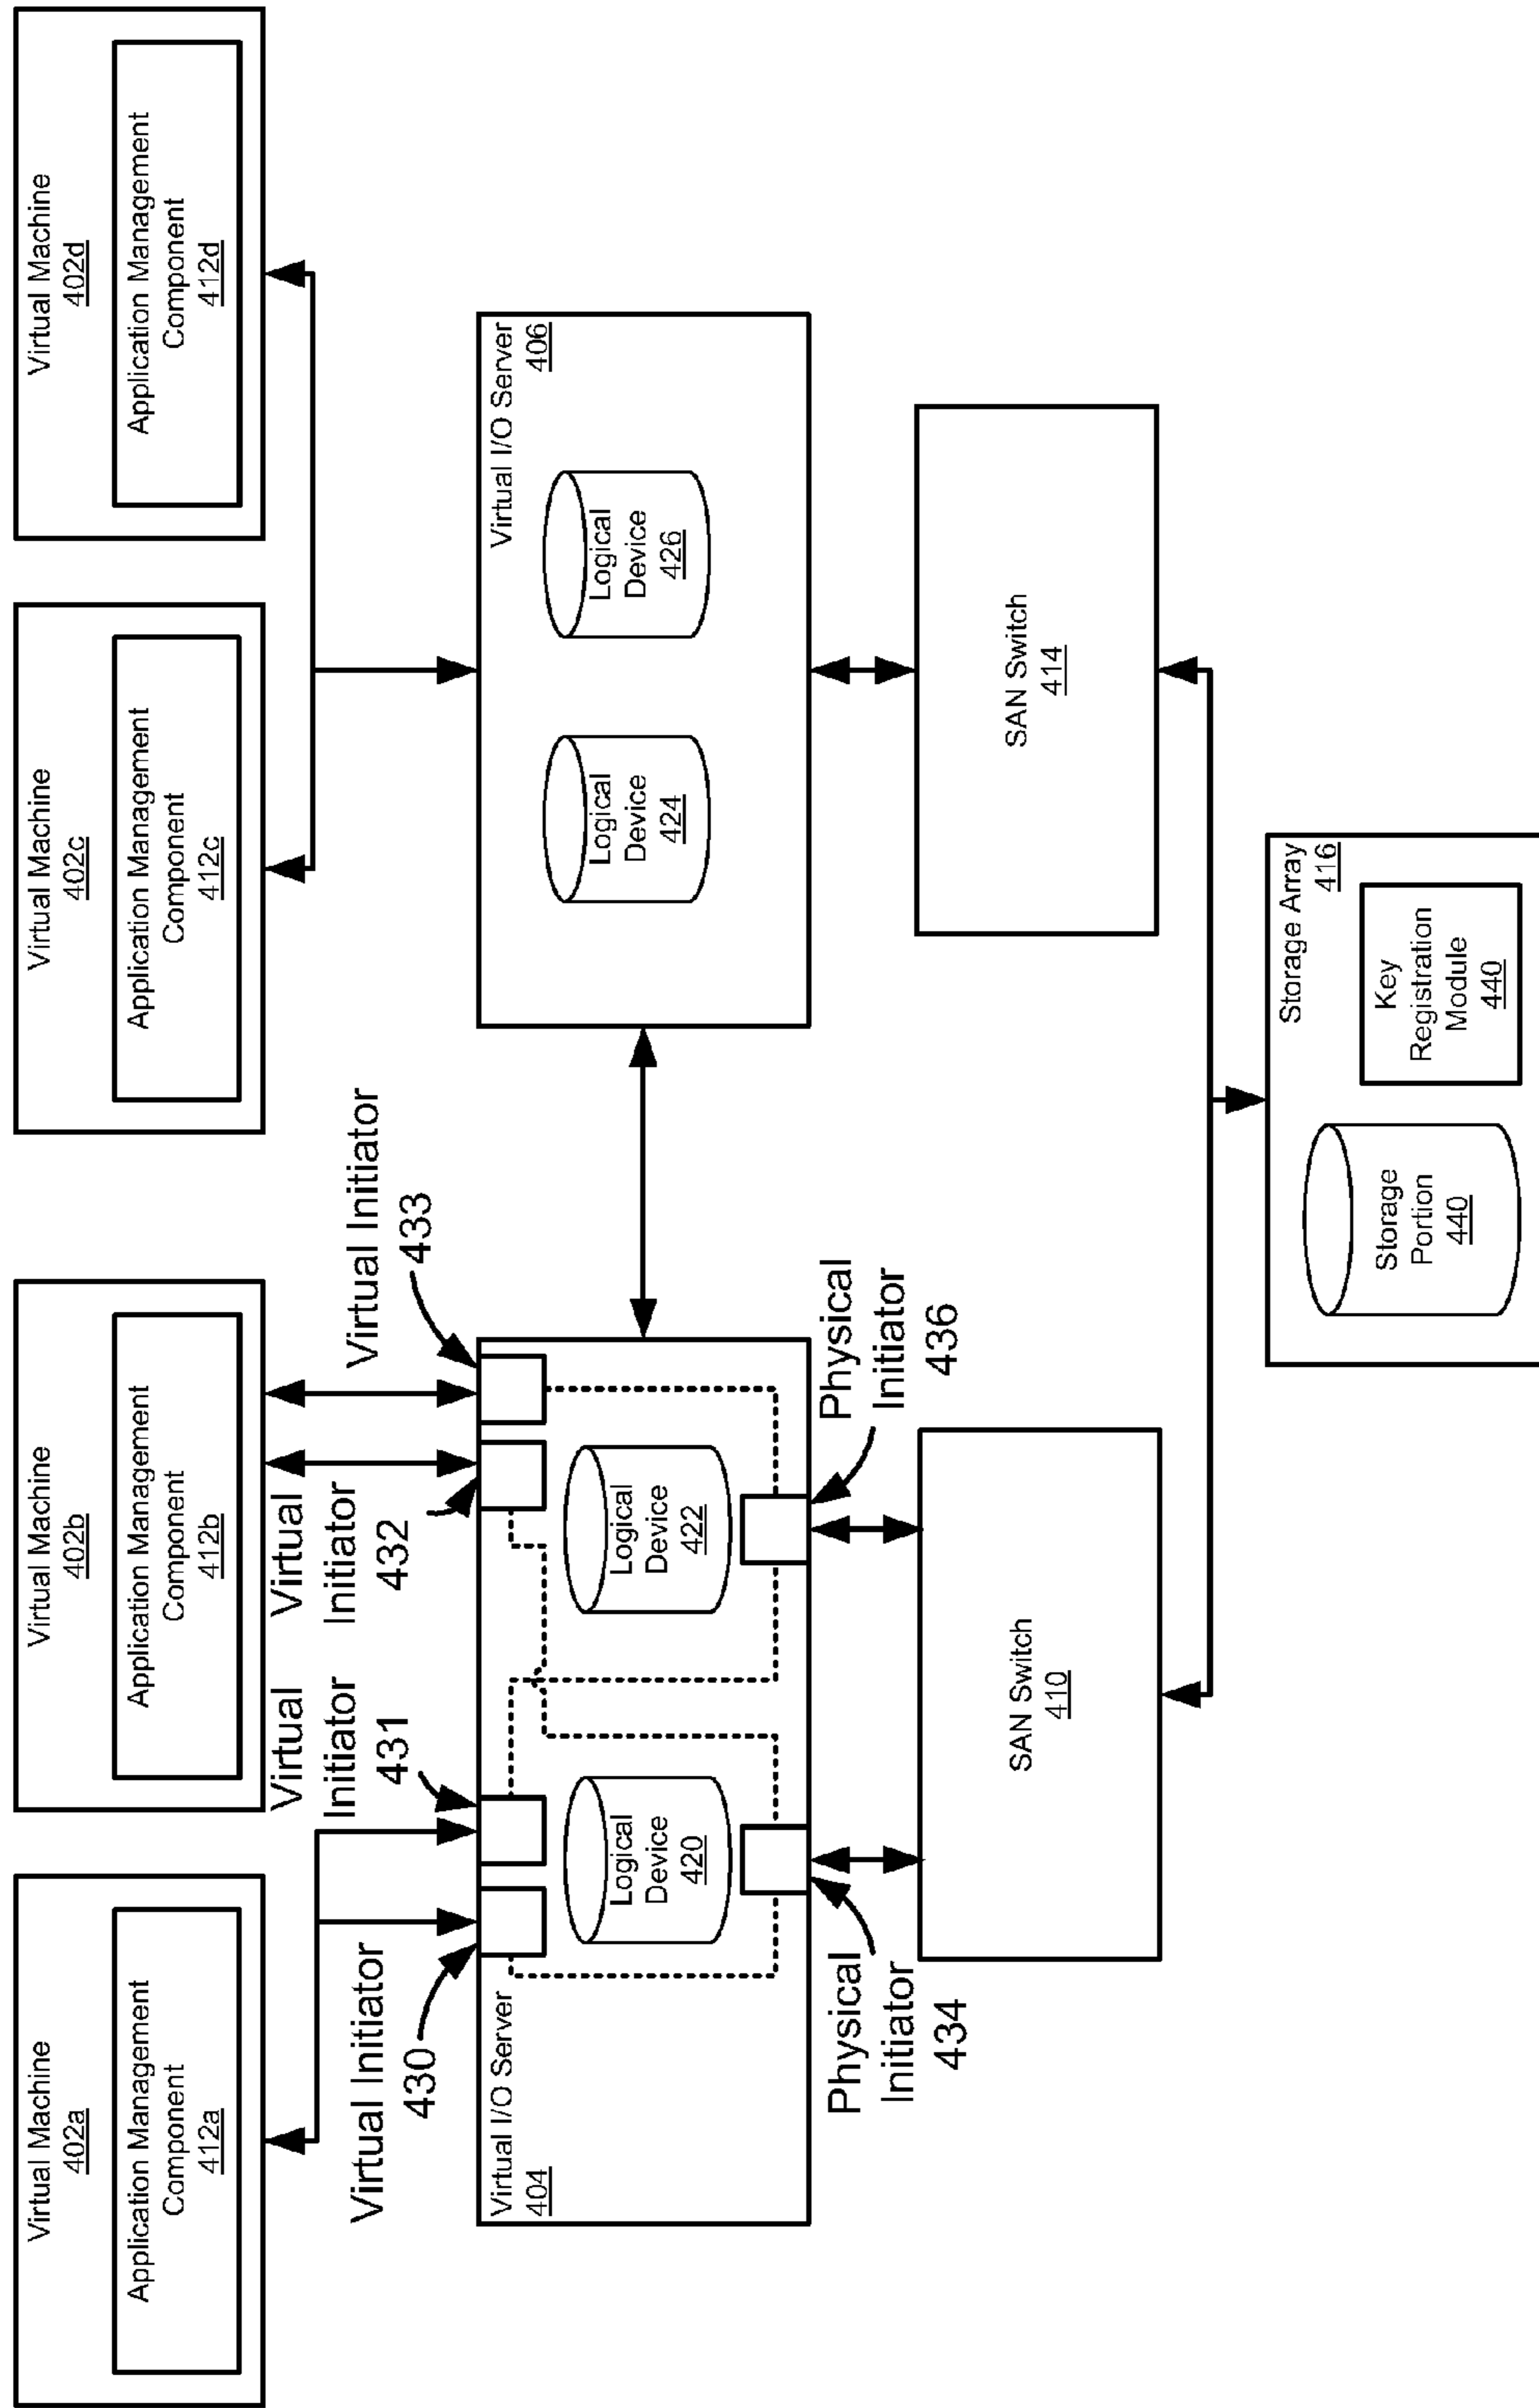 Virtual Machine
402a
Application Management
Component
412a
Virtual Machine
402b
Application Management
Component
412b
Virtual Machine
402c
Application Management
Component
412c
Virtual Machine
402d
Application Management
Component
412d
Virtual Initiator
430
Virtual
Initiator
431
Virtual
Initiator
432
Virtual Initiator
433
Virtual I/O Server
404
Logical
Device
420
Logical
Device
422
Virtual I/O Server
406
Logical
Device
424
Logical
Device
426
Physical
Initiator
434
Physical
Initiator
436
SAN Switch
410
SAN Switch
414
Storage Array
416
Storage
Portion
440
Key
Registration
Module
440